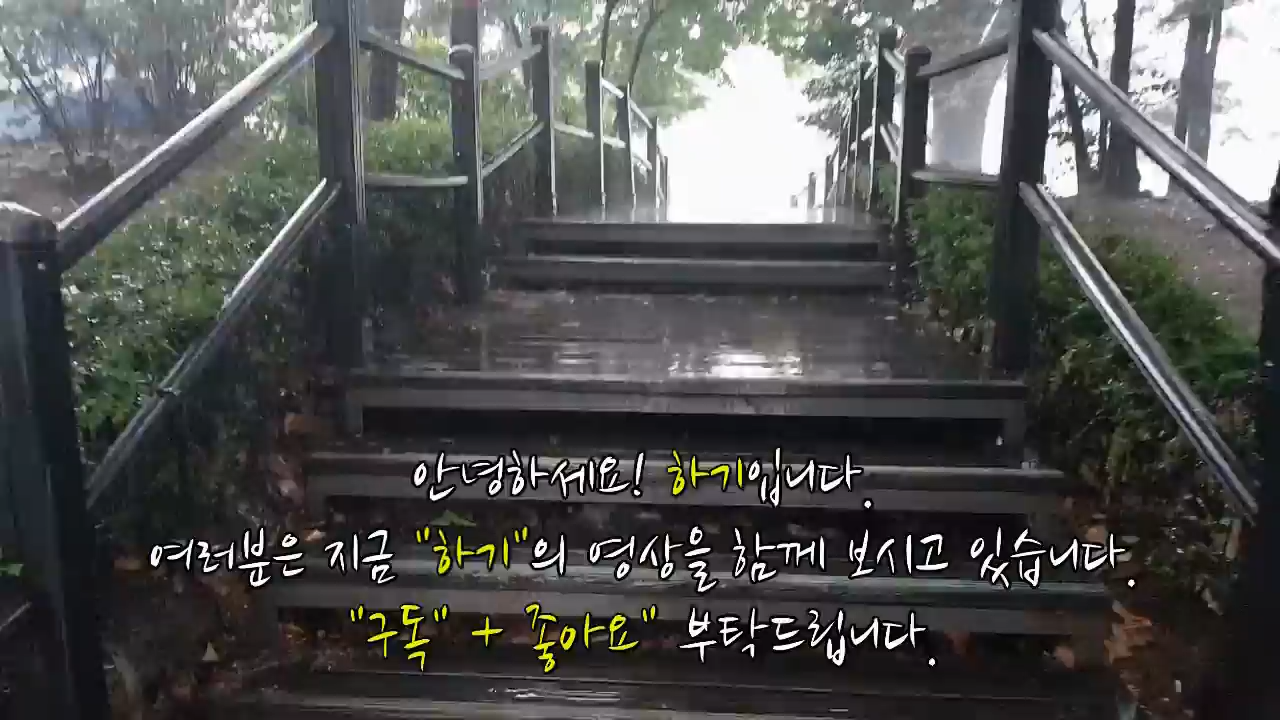 안녕하세요! 하기입니다.
여러분은 지금 "하기"의 영상을 함께 보시고 있습니다.
"구독" + 좋아요" 부탁드립니다.